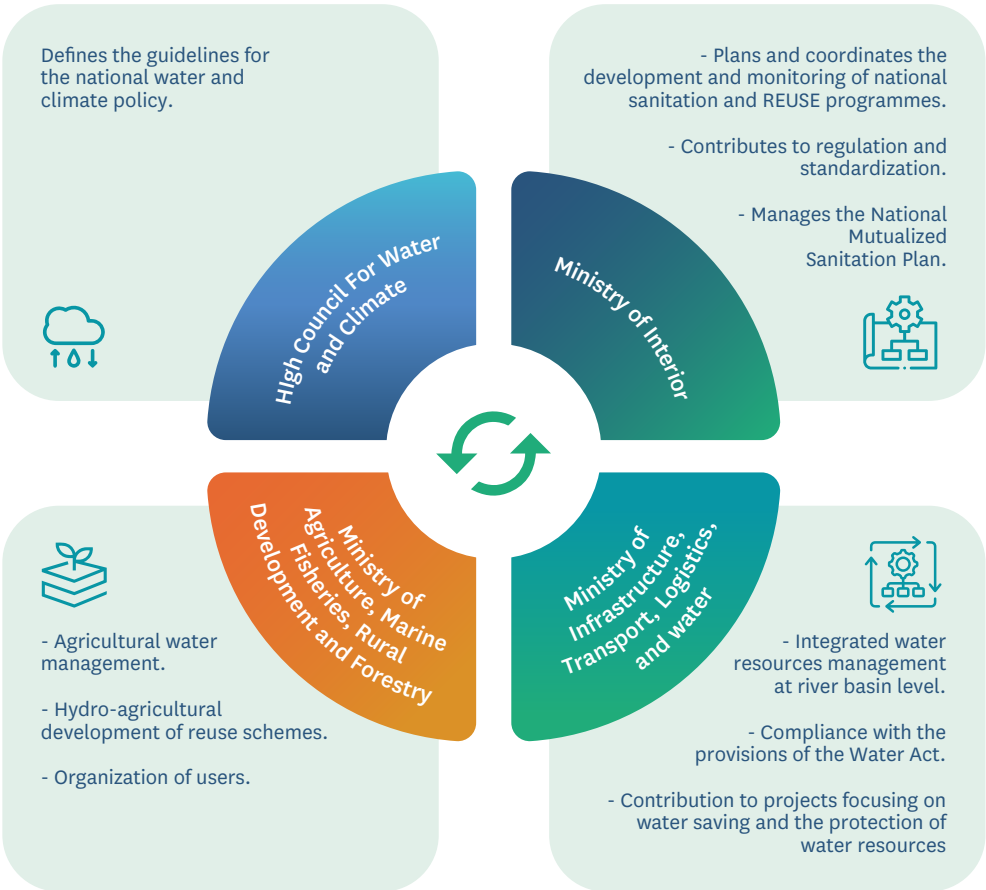 Defines the guidelines for
the national water and
climate policy.
- Plans and coordinates the
development and monitoring of national
sanitation and REUSE programmes.
- Contributes to regulation and
standardization.
- Manages the National
Mutualized
Sanitation Plan.
HIgh Council For Water
and Climate
Ministry of Interior
Ministry of
Agriculture, Marine
Fisheries, Rural
Development and Forestry
Ministry of
Infrastructure,
Transport, Logistics,
and water
- Agricultural water
management.
- Hydro-agricultural
development of reuse schemes.
- Organization of users.
- Integrated water
resources management
at river basin level.
- Compliance with the
provisions of the Water Act.
- Contribution to projects focusing on
water saving and the protection of
water resources